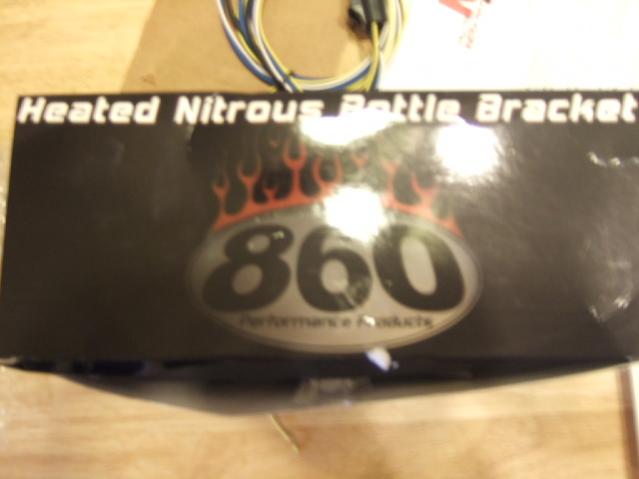 Heated Nitrous Bottle Bracket
860
Performance Products